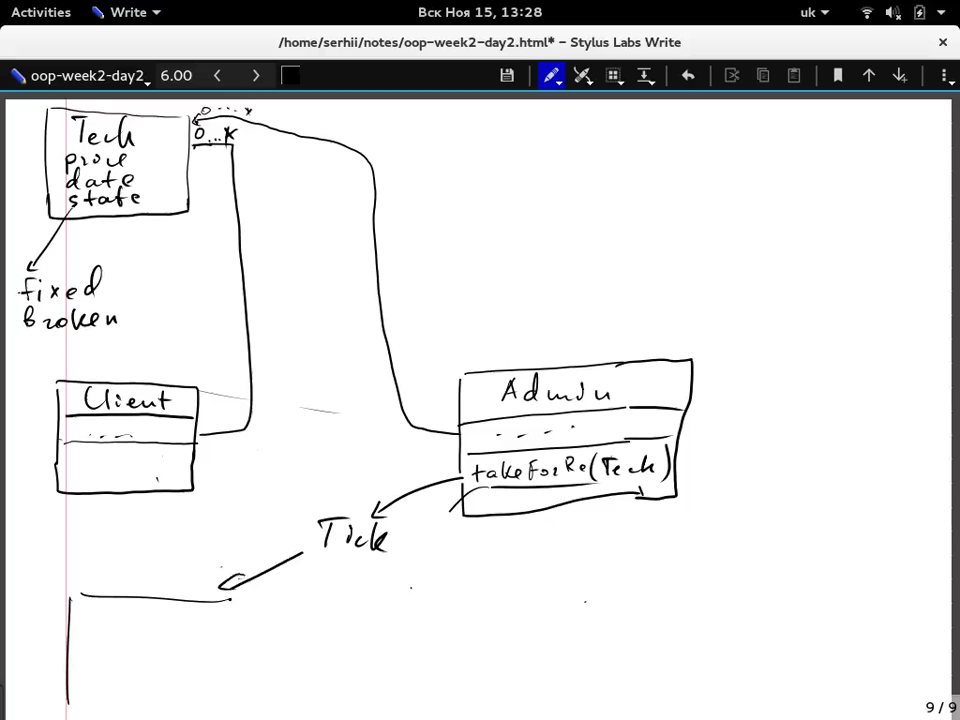 Activities Write Вск Ноя 15, 13:28 uk
/home/serhii/notes/oop-week2-day2.html* – Stylus Labs Write
oop-week2-day2 6.00
0...x
Tech
0...x
price
date
state
fixed
broken
Client
Admin
takeForRe(Tech)
Tick
9 / 9